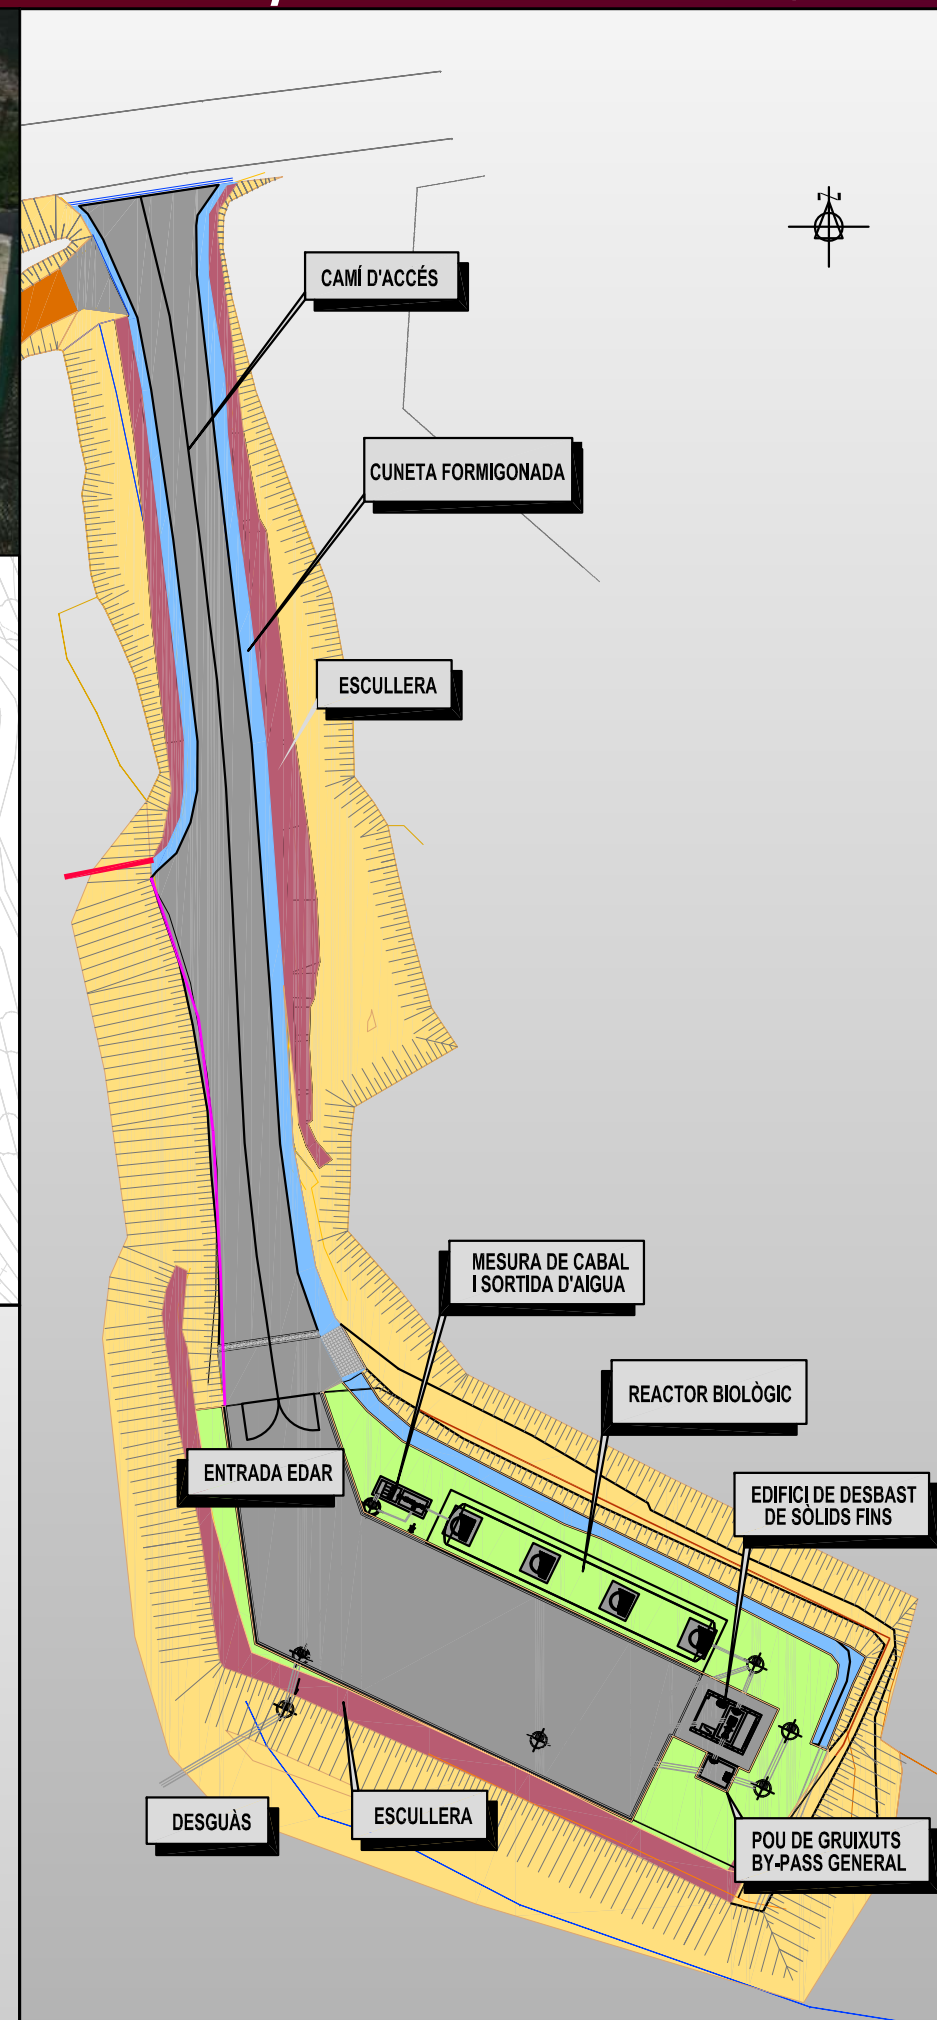 CAMÍ D'ACCÉS
CUNETA FORMIGONADA
ESCULLERA
MESURA DE CABAL
I SORTIDA D'AIGUA
REACTOR BIOLÒGIC
ENTRADA EDAR
EDIFICI DE DESBAST
DE SÒLIDS FINS
DESGUÀS
ESCULLERA
POU DE GRUIXUTS
BY-PASS GENERAL